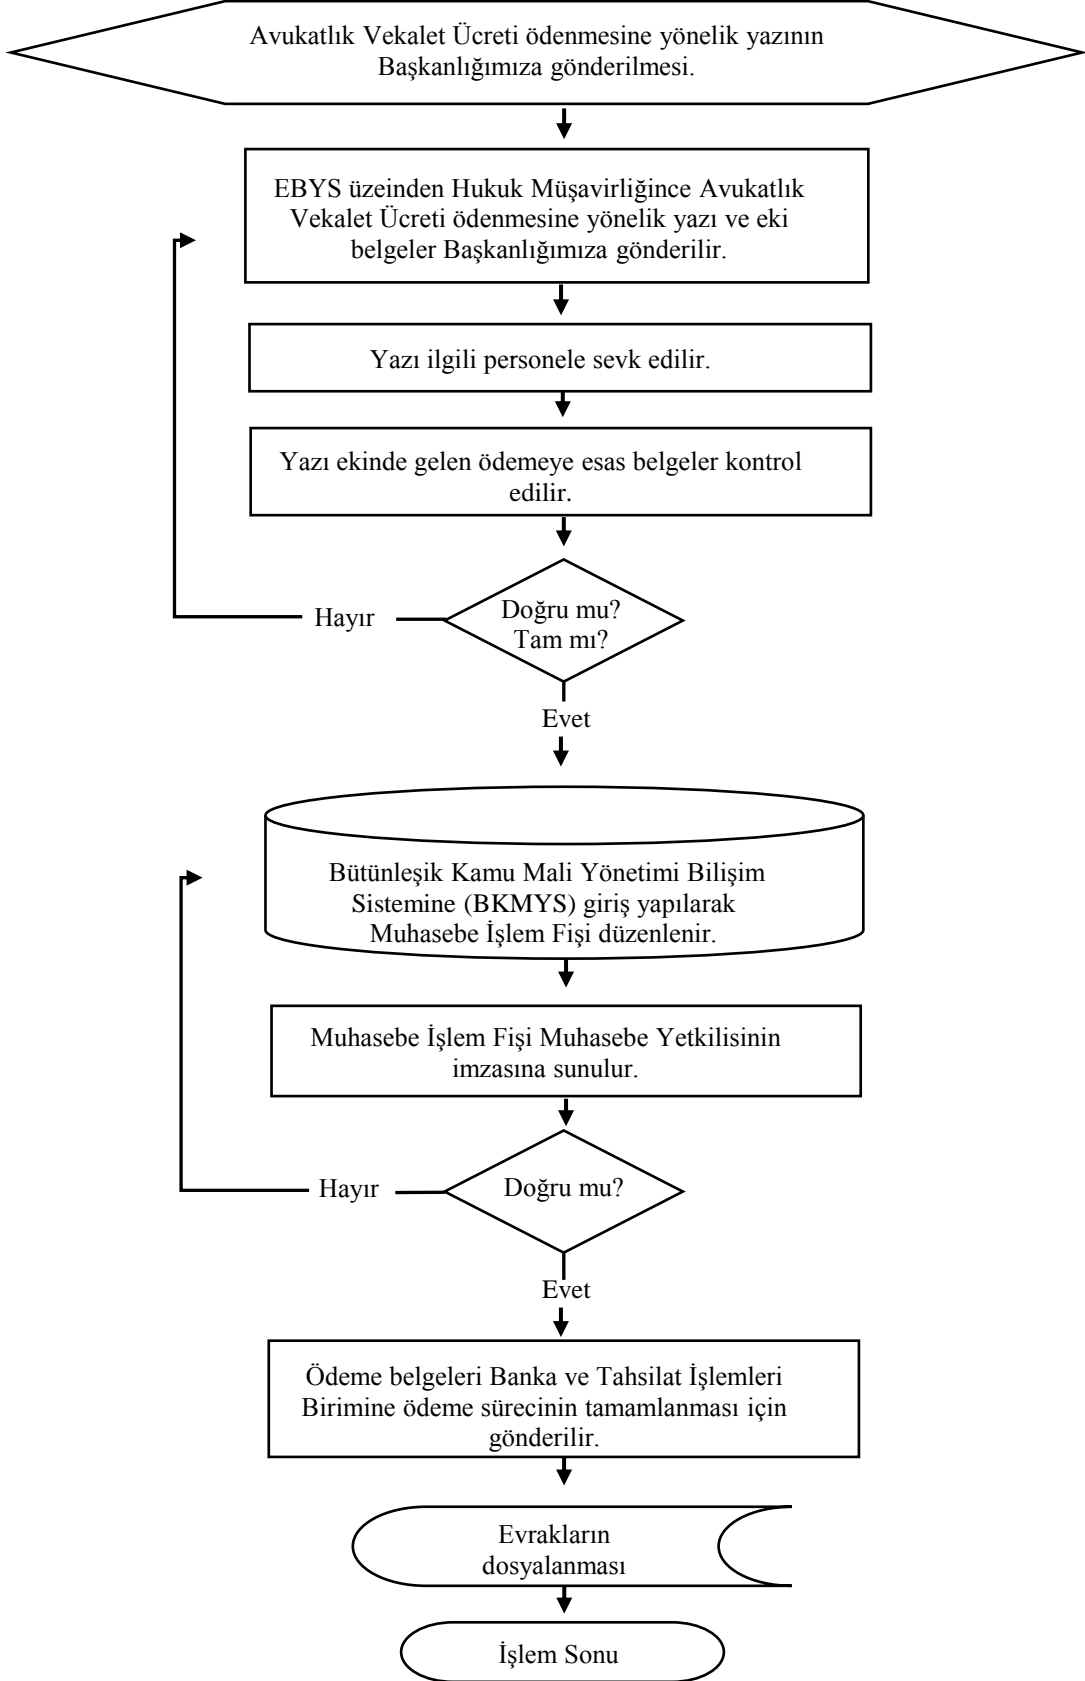 Avukatlık Vekalet Ücreti ödenmesine yönelik yazının
Başkanlığımıza gönderilmesi.
EBYS üzeinden Hukuk Müşavirliğince Avukatlık
Vekalet Ücreti ödenmesine yönelik yazı ve eki
belgeler Başkanlığımıza gönderilir.
Yazı ilgili personele sevk edilir.
Yazı ekinde gelen ödemeye esas belgeler kontrol
edilir.
Doğru mu?
Tam mı?
Hayır
Evet
Bütünleşik Kamu Mali Yönetimi Bilişim
Sistemine (BKMYS) giriş yapılarak
Muhasebe İşlem Fişi düzenlenir.
Muhasebe İşlem Fişi Muhasebe Yetkilisinin
imzasına sunulur.
Doğru mu?
Hayır
Evet
Ödeme belgeleri Banka ve Tahsilat İşlemleri
Birimine ödeme sürecinin tamamlanması için
gönderilir.
Evrakların
dosyalanması
İşlem Sonu